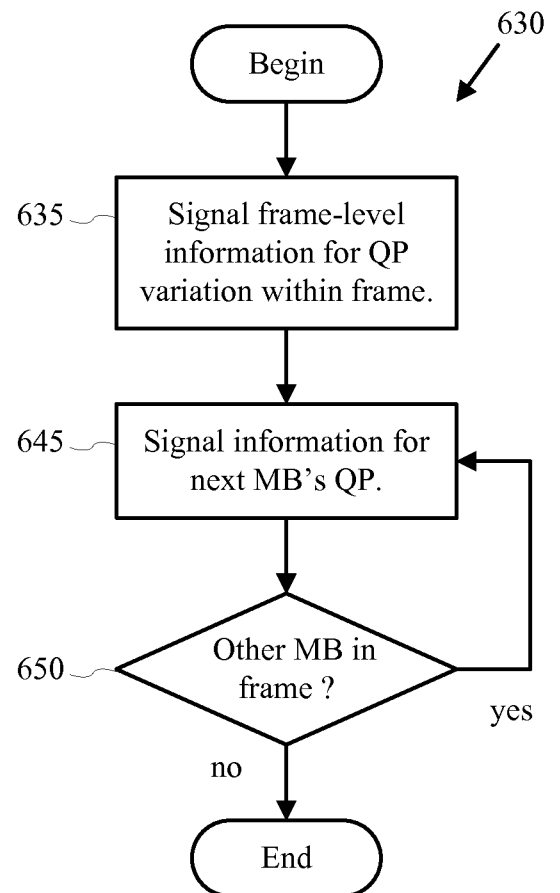 630
Begin
635
Signal frame-level
information for QP
variation within frame.
645
Signal information for
next MB's QP.
650
Other MB in
frame ?
yes
no
End